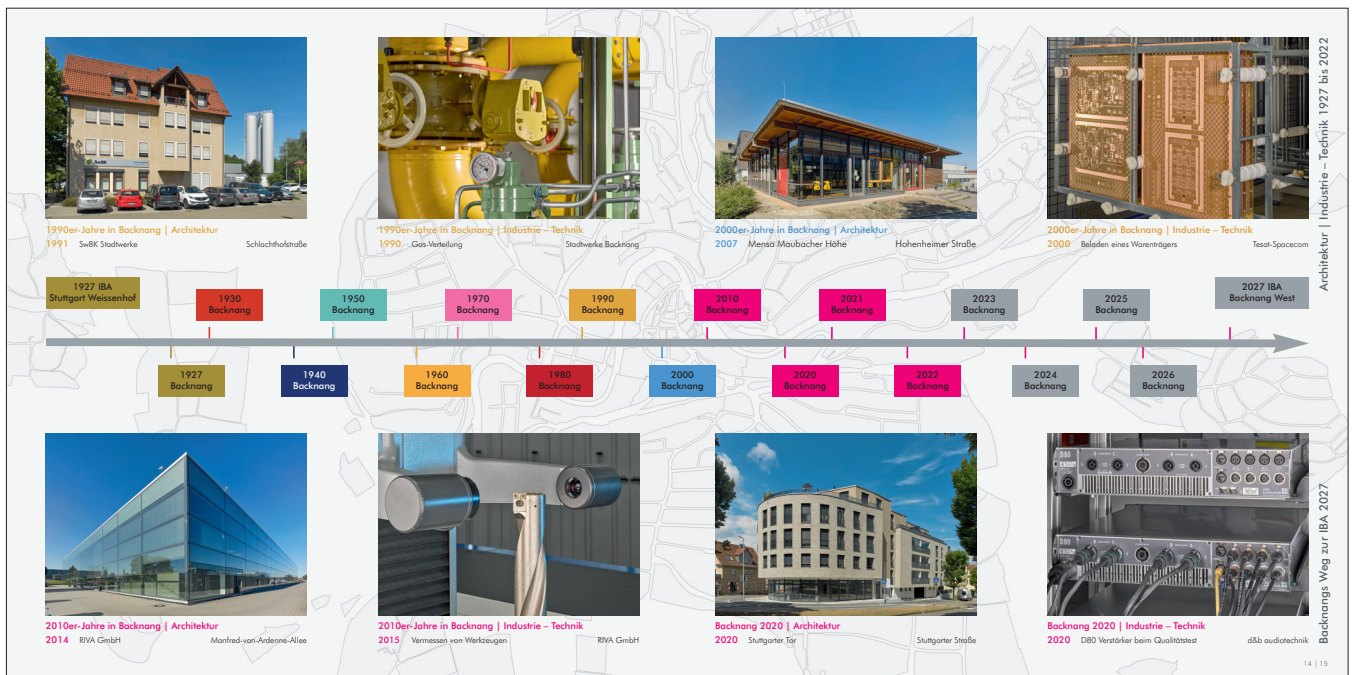 SwBK
1990er-Jahre in Backnang | Architektur
1991 SwBK Stadtwerke Schlachthofstraße
1990er-Jahre in Backnang | Industrie – Technik
1990 Gas-Verteilung Stadtwerke Backnang
2000er-Jahre in Backnang | Architektur
2007 Mensa Maubacher Höhe Hohenheimer Straße
2000er-Jahre in Backnang | Industrie – Technik
2000 Beladen eines Warenträgers Tesat-Spacecom
Architektur | Industrie – Technik 1927 bis 2022
1927 IBA
Stuttgart Weissenhof
1930
Backnang
1950
Backnang
1970
Backnang
1990
Backnang
2010
Backnang
2021
Backnang
2023
Backnang
2025
Backnang
2027 IBA
Backnang West
1927
Backnang
1940
Backnang
1960
Backnang
1980
Backnang
2000
Backnang
2020
Backnang
2022
Backnang
2024
Backnang
2026
Backnang
D80
D80
2010er-Jahre in Backnang | Architektur
2014 RIVA GmbH Manfred-von-Ardenne-Allee
2010er-Jahre in Backnang | Industrie – Technik
2015 Vermessen von Werkzeugen RIVA GmbH
Backnang 2020 | Architektur
2020 Stuttgarter Tor Stuttgarter Straße
Backnang 2020 | Industrie – Technik
2020 D80 Verstärker beim Qualitätstest d&b audiotechnik
Backnangs Weg zur IBA 2027
14 | 15